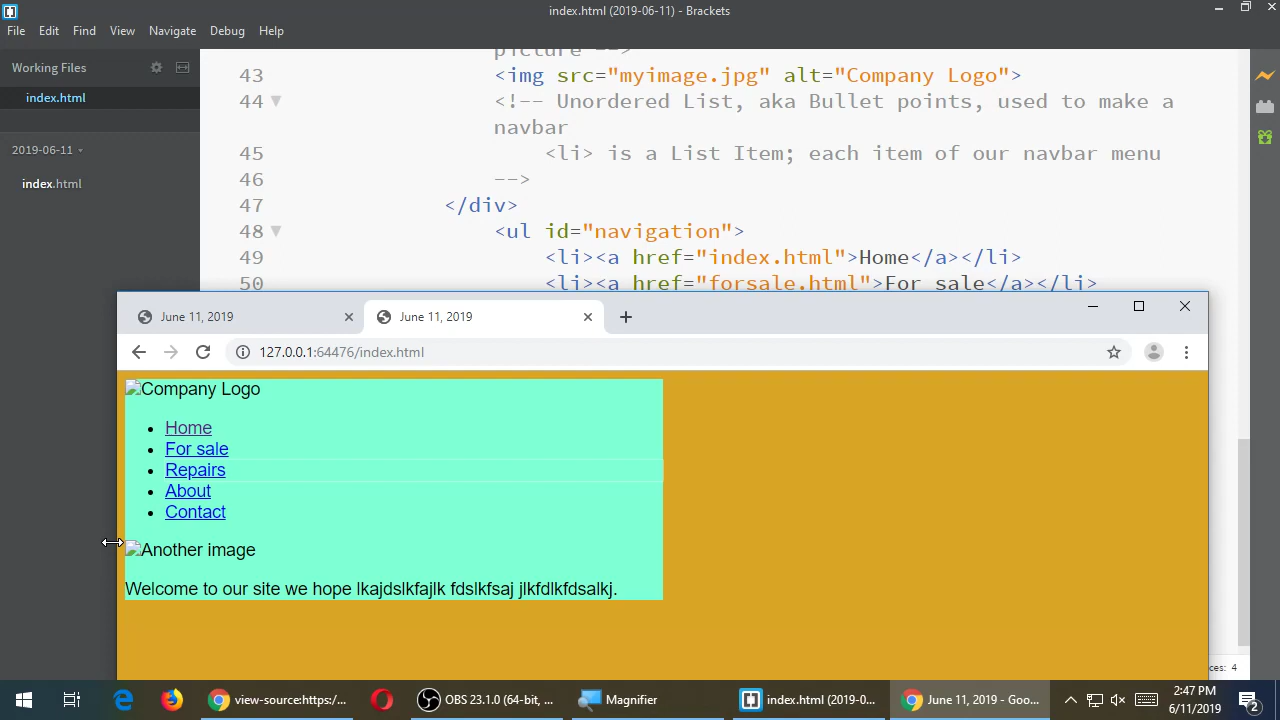 index.html (2019-06-11) - Brackets
File Edit Find View Navigate Debug Help
Working Files
index.html
2019-06-11
index.html
picture -->
43 <img src="myimage.jpg" alt="Company Logo">
44 <!-- Unordered List, aka Bullet points, used to make a
navbar
45 <li> is a List Item; each item of our navbar menu
46 -->
47 </div>
48 <ul id="navigation">
49 <li><a href="index.html">Home</a></li>
50 <li><a href="forsale.html">For sale</a></li>
June 11, 2019
June 11, 2019
127.0.0.1:64476/index.html
Company Logo
Home
For sale
Repairs
About
Contact
Another image
Welcome to our site we hope lkajdslkfajlk fdslkfsaj jlkfdlkfdsalkj.
ces: 4
view-source:https:/...
OBS 23.1.0 (64-bit, ...
Magnifier
index.html (2019-0...
June 11, 2019 - Goo...
2:47 PM
6/11/2019
2